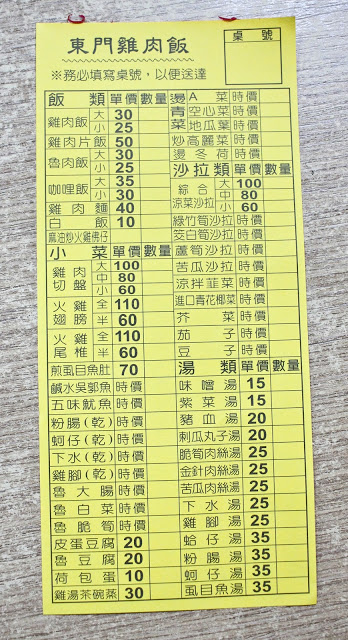 東門雞肉飯
※務必填寫桌號，以便送達
桌 號
飯 類 單價 數量
雞肉飯 大 30
小 25
雞肉片飯 50
魯肉飯 大 30
小 25
咖哩飯 大 35
小 30
雞肉麵 40
白飯 10
麻油炒火雞佛仔
小 菜 單價 數量
雞肉切盤 大 100
中 80
小 60
火雞翅膀 全 110
半 60
火雞尾椎 全 110
半 60
煎虱目魚肚 70
鹹水吳郭魚 時價
五味魷魚 時價
粉腸(乾) 時價
蚵仔(乾) 時價
下水(乾) 時價
雞腳(乾) 時價
魯大腸 時價
魯白菜 時價
魯脆筍 時價
皮蛋豆腐 20
魯豆腐 20
荷包蛋 10
雞湯茶碗蒸 30
燙青菜 A菜 時價
空心菜 時價
地瓜葉 時價
炒高麗菜 時價
燙冬荷 時價
沙拉類 單價 數量
綜合涼菜沙拉 大 100
中 80
小 60
綠竹筍沙拉 時價
茭白筍沙拉 時價
蘆筍沙拉 時價
苦瓜沙拉 時價
涼拌韮菜 時價
進口青花椰菜 時價
芥菜 時價
茄子 時價
豆子 時價
湯 類 單價 數量
味噌湯 15
紫菜湯 15
豬血湯 20
刺瓜丸子湯 20
脆筍肉絲湯 25
金針肉絲湯 25
苦瓜肉絲湯 25
下水湯 25
雞腳湯 25
蛤仔湯 35
粉腸湯 35
蚵仔湯 35
虱目魚湯 35